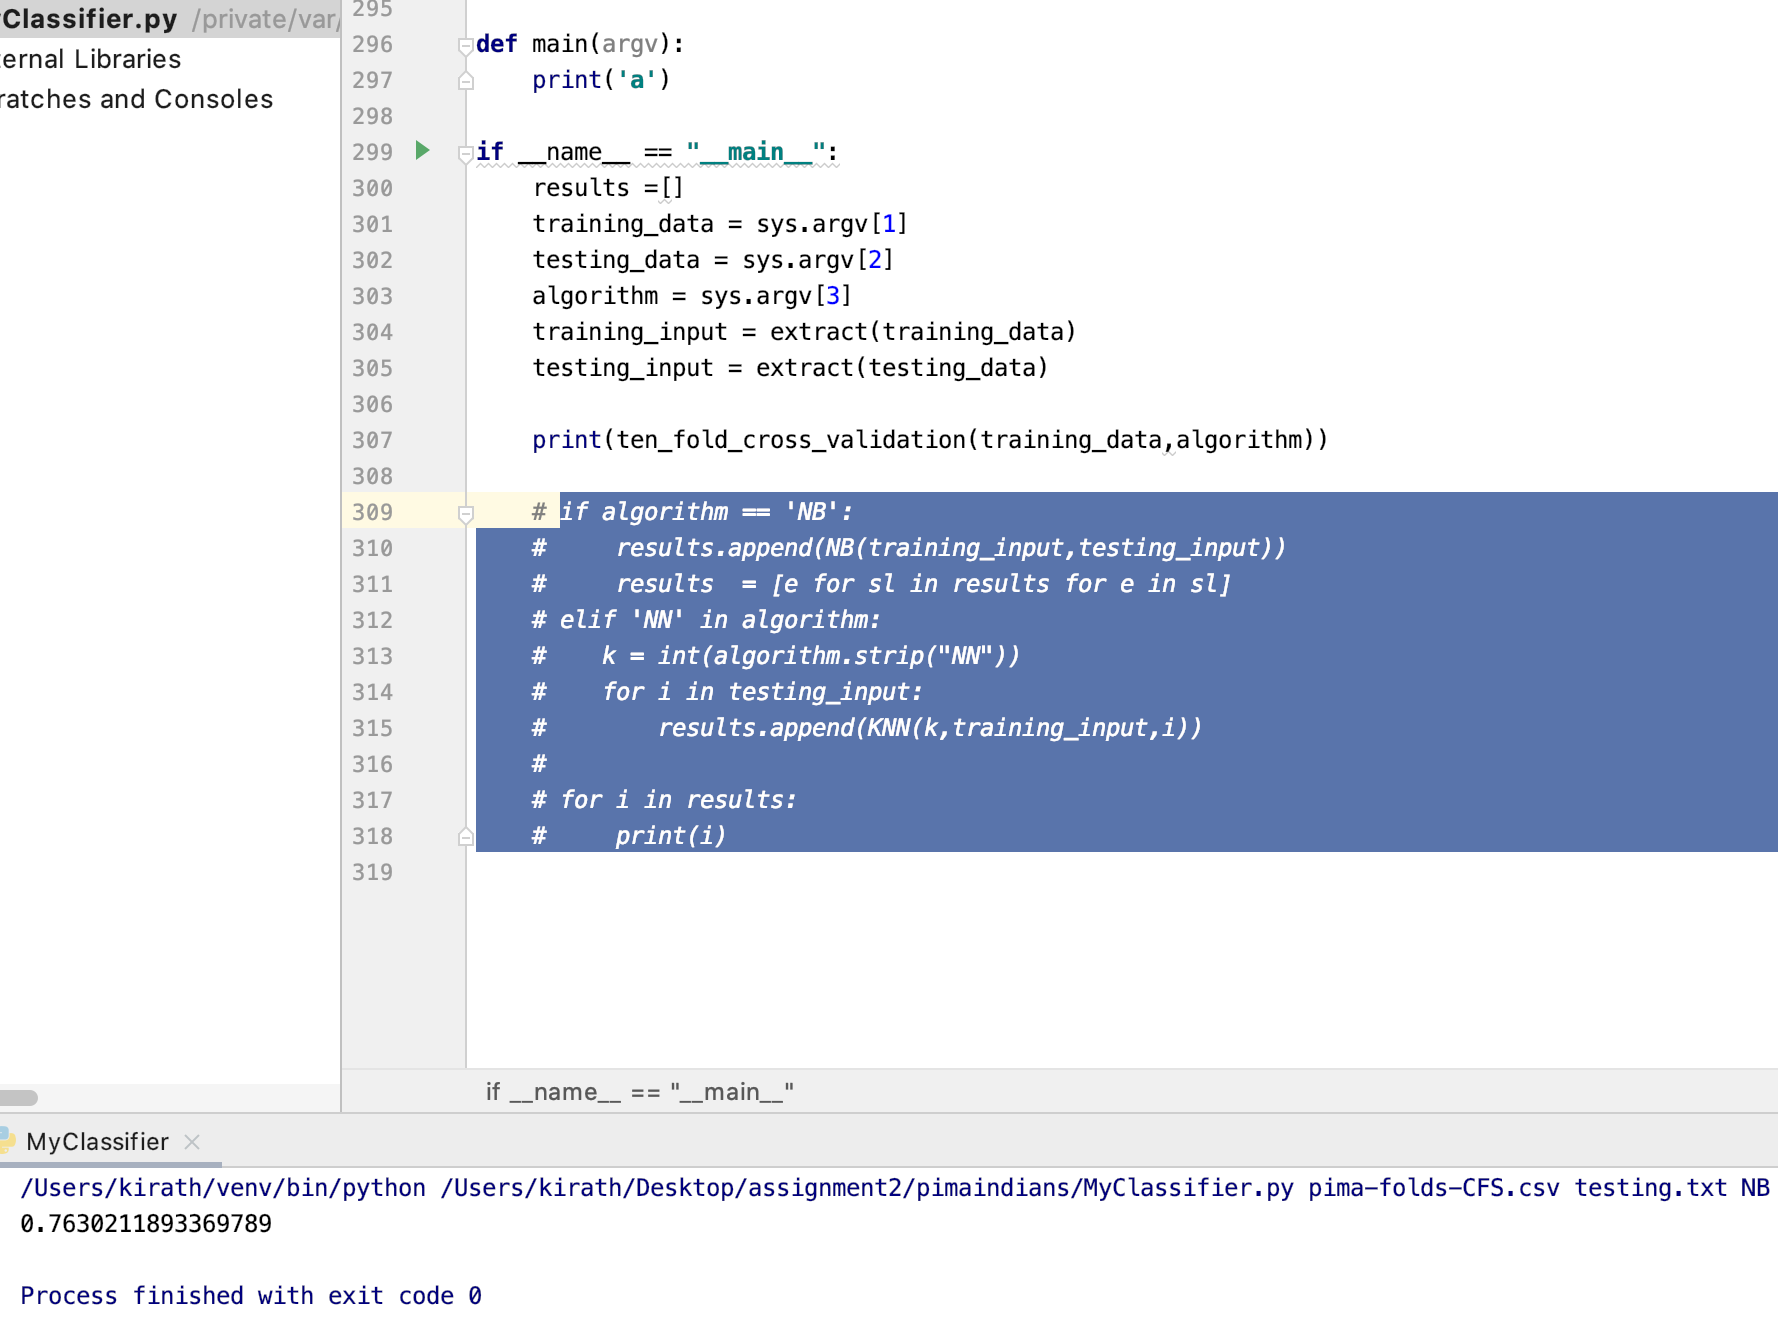 Classifier.py /private/var/
ernal Libraries
ratches and Consoles
295
296 def main(argv):
297     print('a')
298
299 if __name__ == "__main__":
300     results =[]
301     training_data = sys.argv[1]
302     testing_data = sys.argv[2]
303     algorithm = sys.argv[3]
304     training_input = extract(training_data)
305     testing_input = extract(testing_data)
306
307     print(ten_fold_cross_validation(training_data,algorithm))
308
309     # if algorithm == 'NB':
310     #     results.append(NB(training_input,testing_input))
311     #     results  = [e for sl in results for e in sl]
312     # elif 'NN' in algorithm:
313     #    k = int(algorithm.strip("NN"))
314     #    for i in testing_input:
315     #        results.append(KNN(k,training_input,i))
316     #
317     # for i in results:
318     #     print(i)
319
if __name__ == "__main__"
MyClassifier
/Users/kirath/venv/bin/python /Users/kirath/Desktop/assignment2/pimaindians/MyClassifier.py pima-folds-CFS.csv testing.txt NB
0.7630211893369789
Process finished with exit code 0